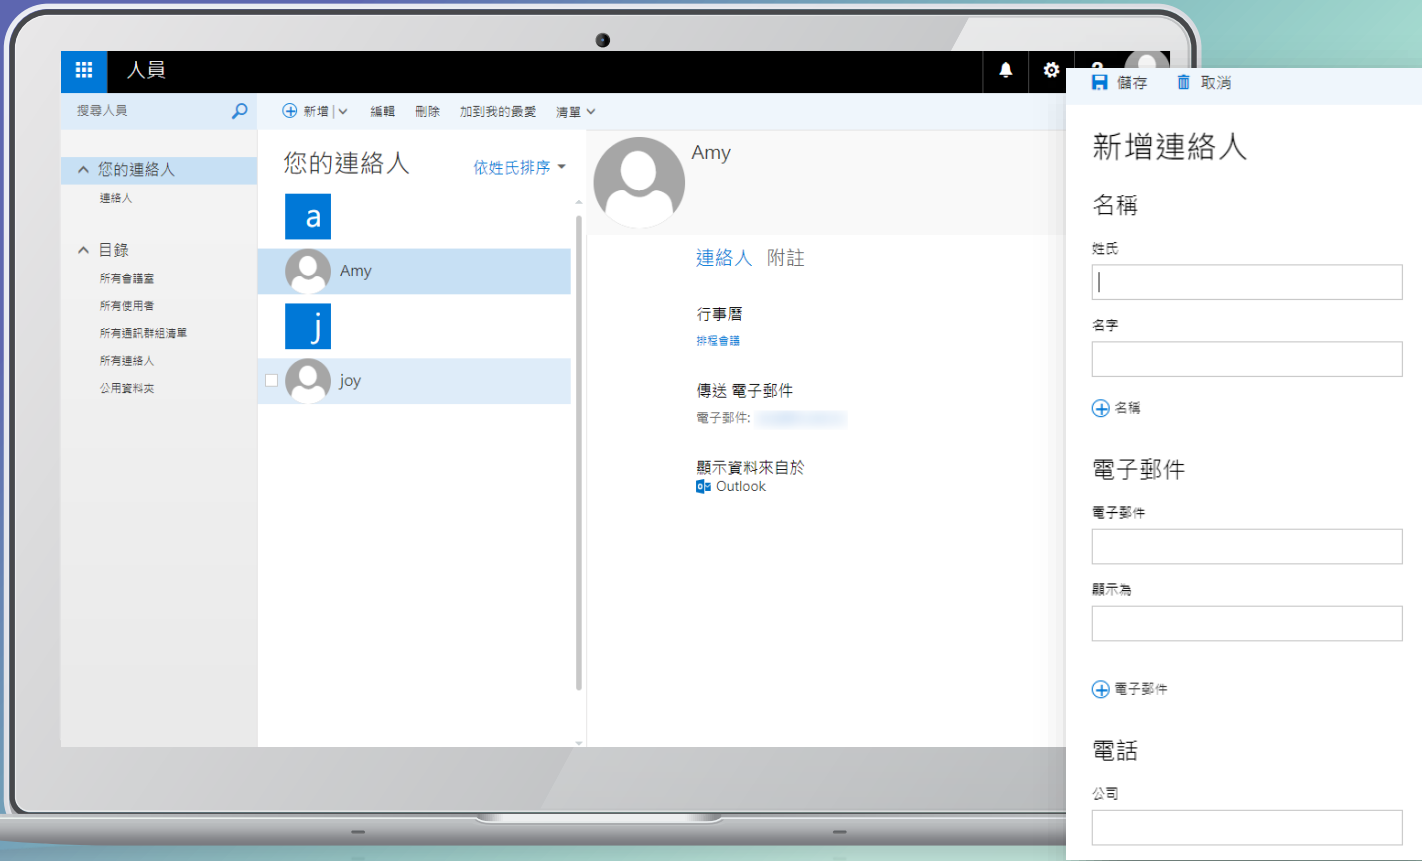 人員
?
搜尋人員
新增
編輯
刪除
加到我的最愛
清單
您的連絡人
連絡人
目錄
所有會議室
所有使用者
所有通訊群組清單
所有連絡人
公用資料夾
您的連絡人
依姓氏排序
a
Amy
j
joy
Amy
連絡人 附註
行事曆
排程會議
傳送 電子郵件
電子郵件:
顯示資料來自於
Outlook
儲存 取消
新增連絡人
名稱
姓氏
名字
名稱
電子郵件
電子郵件
顯示為
電子郵件
電話
公司